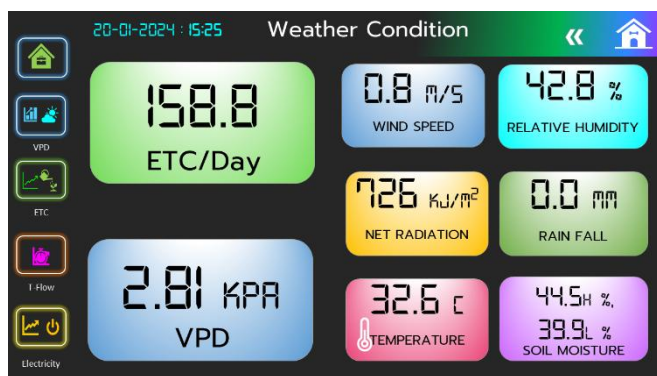 20-01-2024 : 15:25 Weather Condition «
158.8
ETC/Day
0.8 m/s
WIND SPEED
42.8 %
RELATIVE HUMIDITY
VPD
ETC
726 KJ/m²
NET RADIATION
0.0 mm
RAIN FALL
2.81 KPA
VPD
32.6 C
TEMPERATURE
44.5H %,
39.9L %
SOIL MOISTURE
T-Flow
Electricity